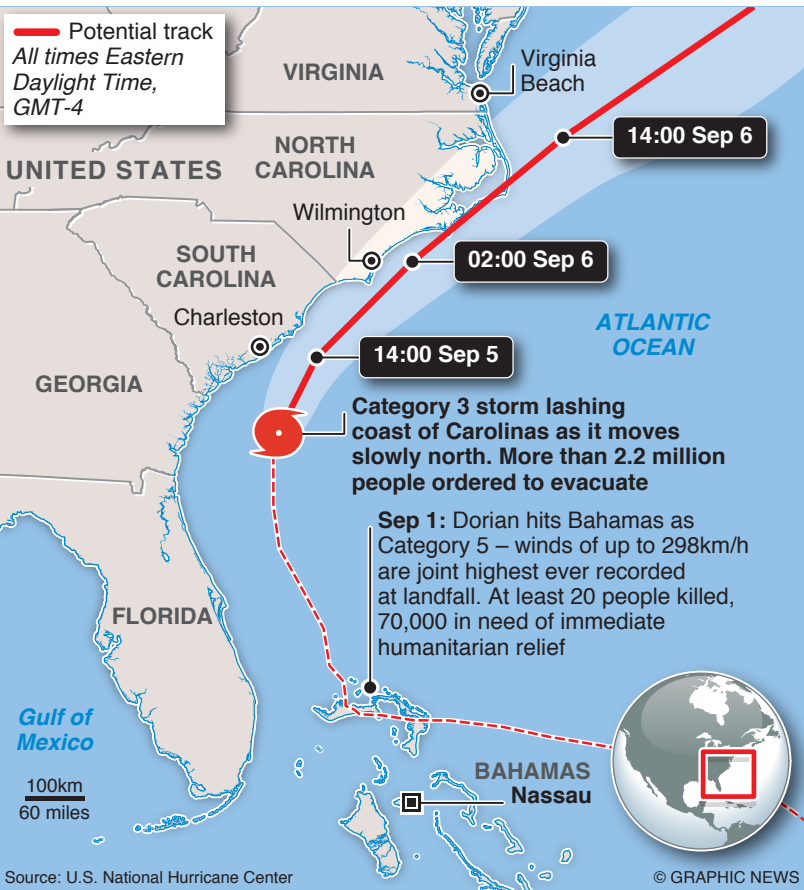 Potential track
All times Eastern
Daylight Time,
GMT-4
VIRGINIA
Virginia
Beach
14:00 Sep 6
NORTH
CAROLINA
UNITED STATES
Wilmington
02:00 Sep 6
SOUTH
CAROLINA
Charleston
ATLANTIC
OCEAN
14:00 Sep 5
GEORGIA
Category 3 storm lashing
coast of Carolinas as it moves
slowly north. More than 2.2 million
people ordered to evacuate
Sep 1: Dorian hits Bahamas as
Category 5 – winds of up to 298km/h
are joint highest ever recorded
at landfall. At least 20 people killed,
70,000 in need of immediate
humanitarian relief
FLORIDA
Gulf of
Mexico
100km
60 miles
BAHAMAS
Nassau
Source: U.S. National Hurricane Center
© GRAPHIC NEWS